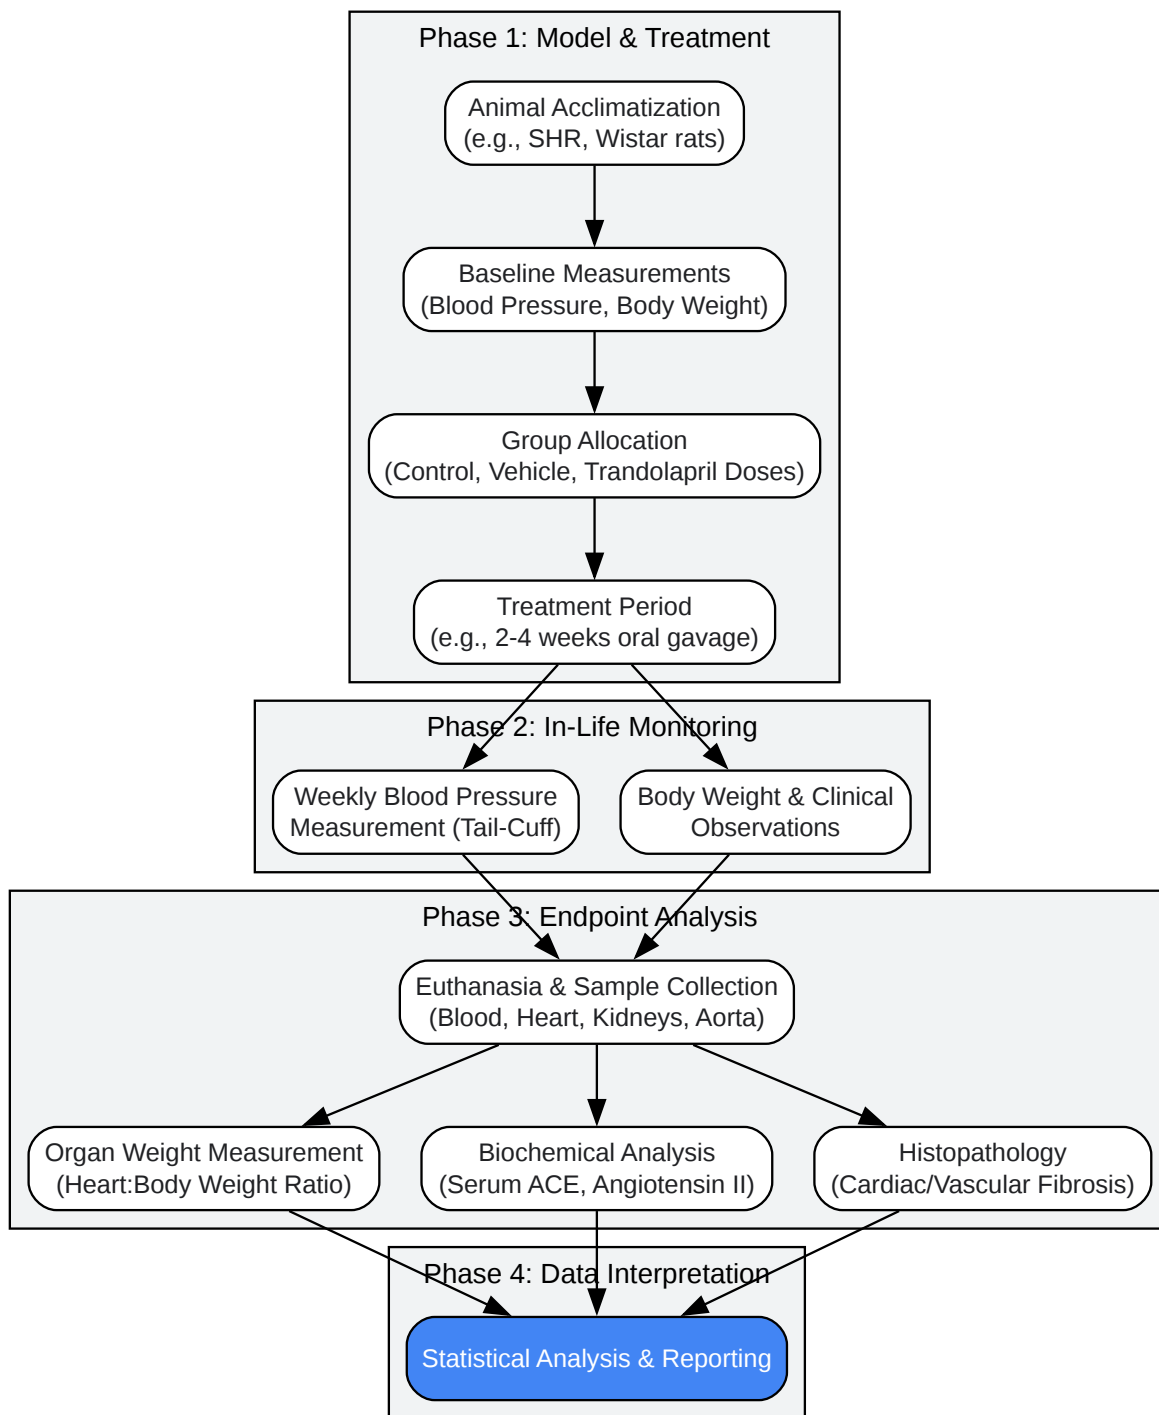 Phase 1: Model & Treatment
Animal Acclimatization
(e.g., SHR, Wistar rats)
Baseline Measurements
(Blood Pressure, Body Weight)
Group Allocation
(Control, Vehicle, Trandolapril Doses)
Treatment Period
(e.g., 2-4 weeks oral gavage)
Phase 2: In-Life Monitoring
Weekly Blood Pressure
Measurement (Tail-Cuff)
Body Weight & Clinical
Observations
Phase 3: Endpoint Analysis
Euthanasia & Sample Collection
(Blood, Heart, Kidneys, Aorta)
Organ Weight Measurement
(Heart:Body Weight Ratio)
Biochemical Analysis
(Serum ACE, Angiotensin II)
Histopathology
(Cardiac/Vascular Fibrosis)
Phase 4: Data Interpretation
Statistical Analysis & Reporting